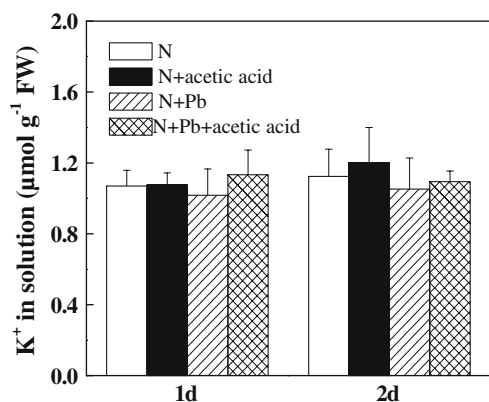 K⁺ in solution (μmol g⁻¹ FW)
2.0
1.6
1.2
0.8
0.4
0.0
N
N+acetic acid
N+Pb
N+Pb+acetic acid
1d 2d